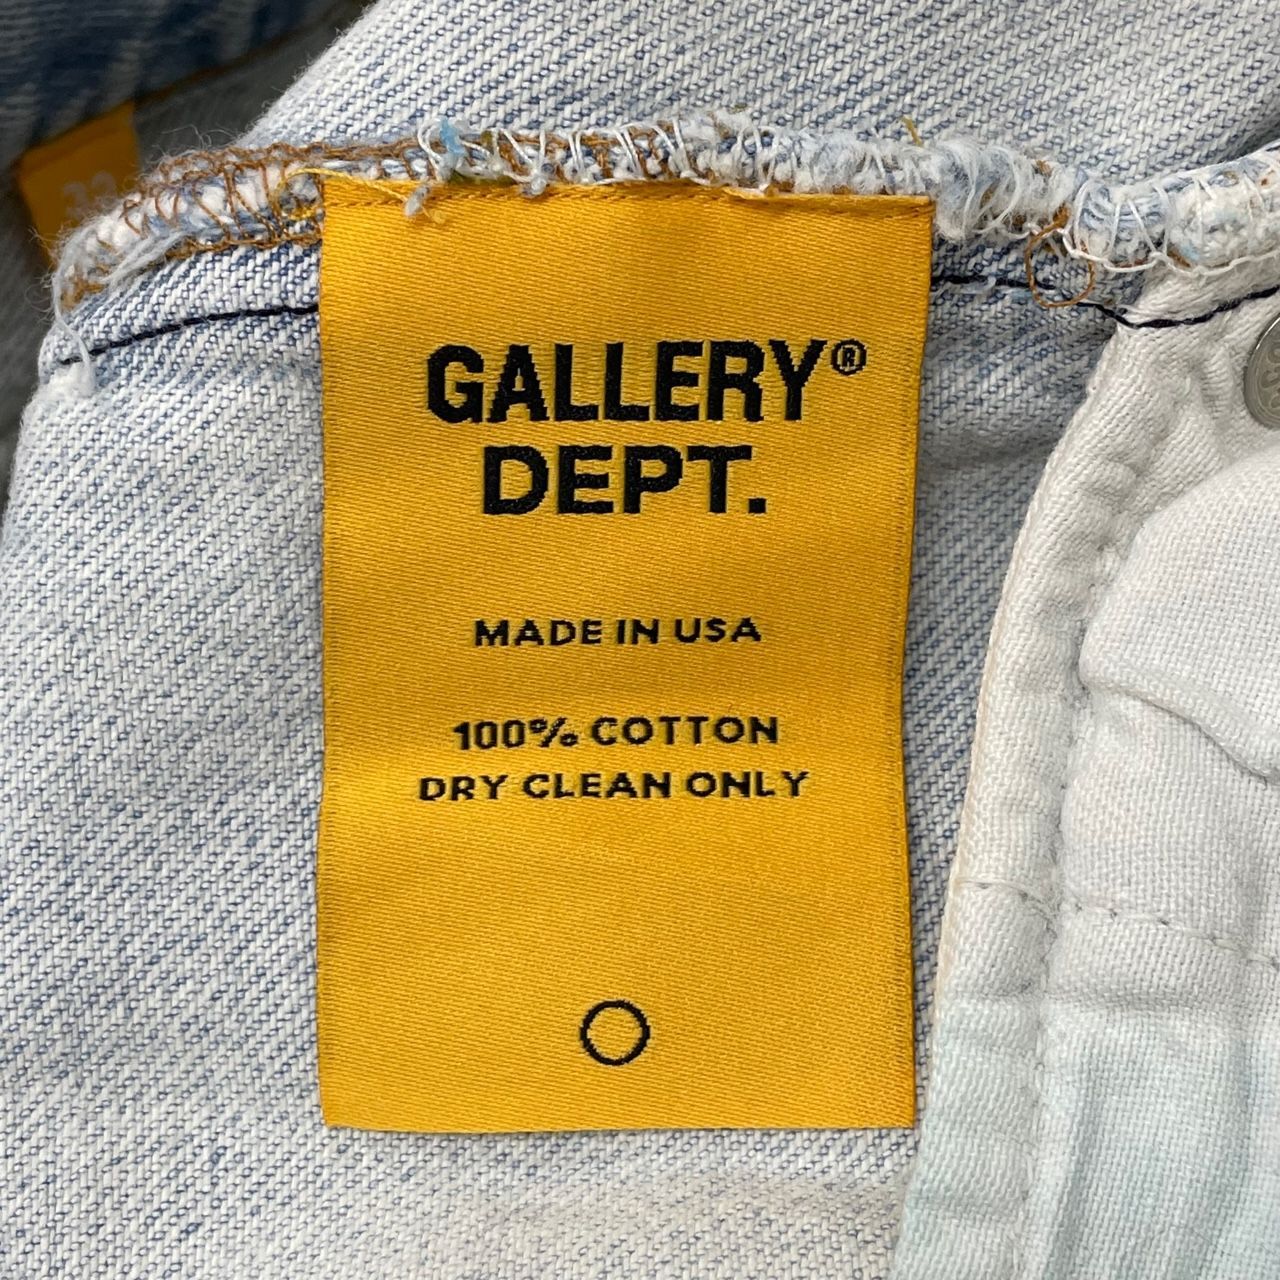 GALLERY®
DEPT.
MADE IN USA
100% COTTON
DRY CLEAN ONLY